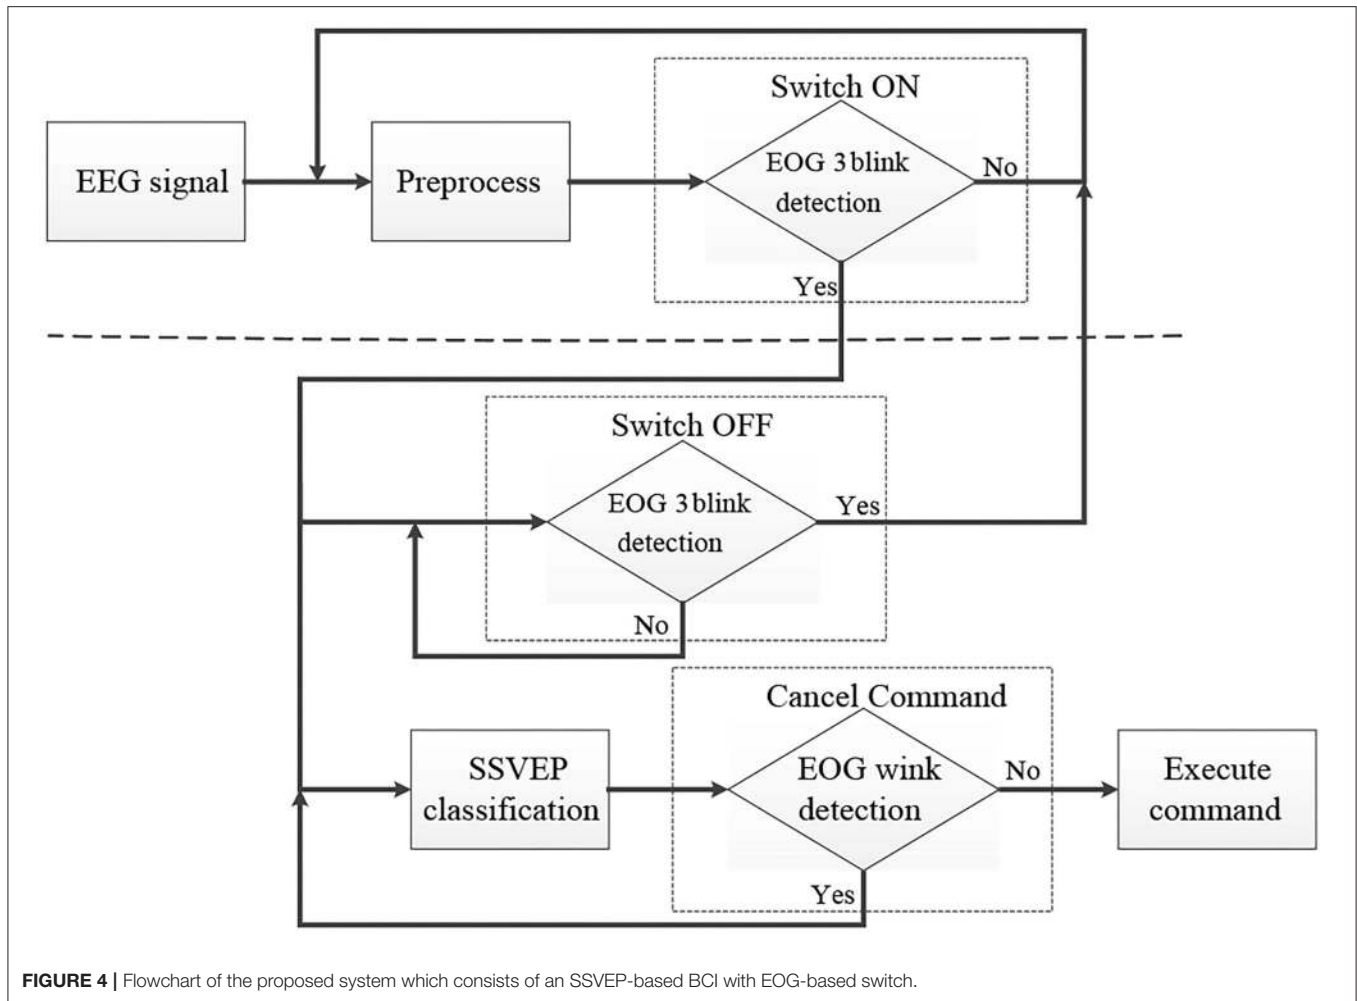 Switch ON
EEG signal
Preprocess
EOG 3 blink
detection
No
Yes
Switch OFF
EOG 3 blink
detection
Yes
No
Cancel Command
SSVEP
classification
EOG wink
detection
No
Execute
command
Yes
FIGURE 4 | Flowchart of the proposed system which consists of an SSVEP-based BCI with EOG-based switch.